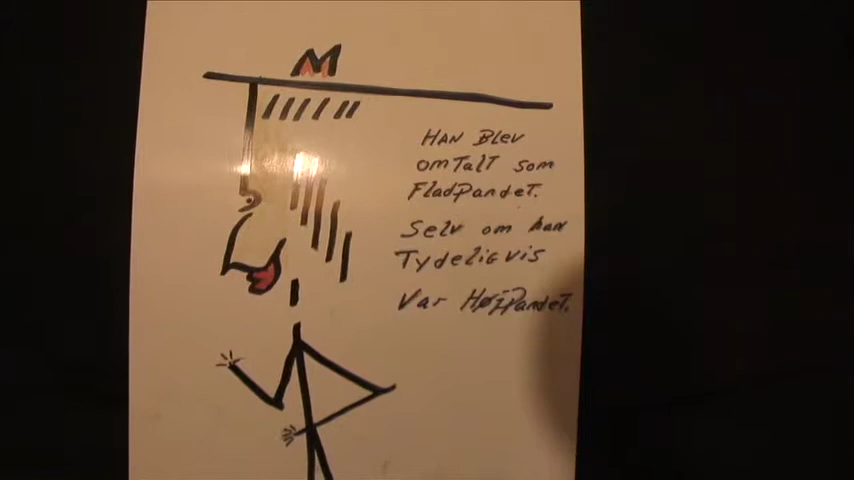 M
HAN BLEV
OMTALT SOM
FladPandeT.
Selv om han
TydeliGvis
Var HøjPandeT.